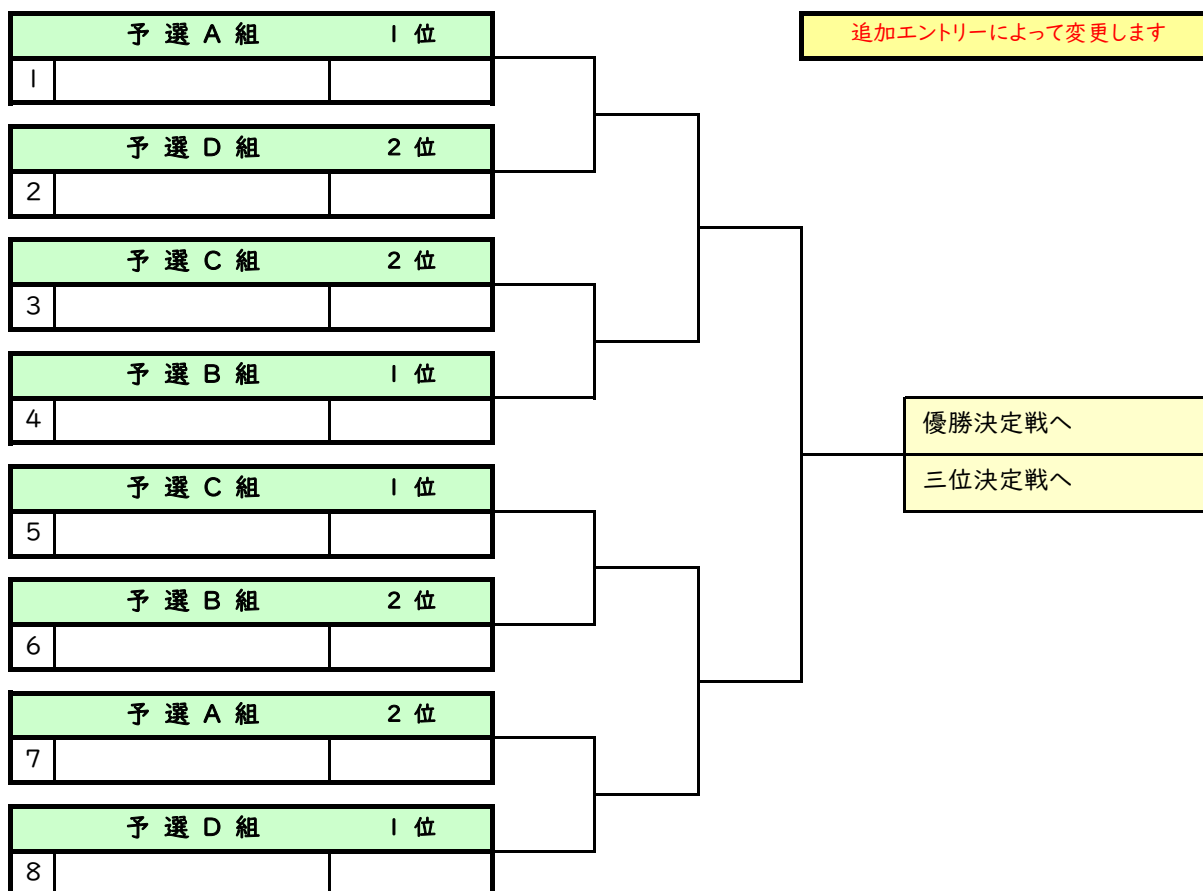 予選A組 1位
追加エントリーによって変更します
1
予選D組 2位
2
予選C組 2位
3
予選B組 1位
4
優勝決定戦へ
予選C組 1位
三位決定戦へ
5
予選B組 2位
6
予選A組 2位
7
予選D組 1位
8